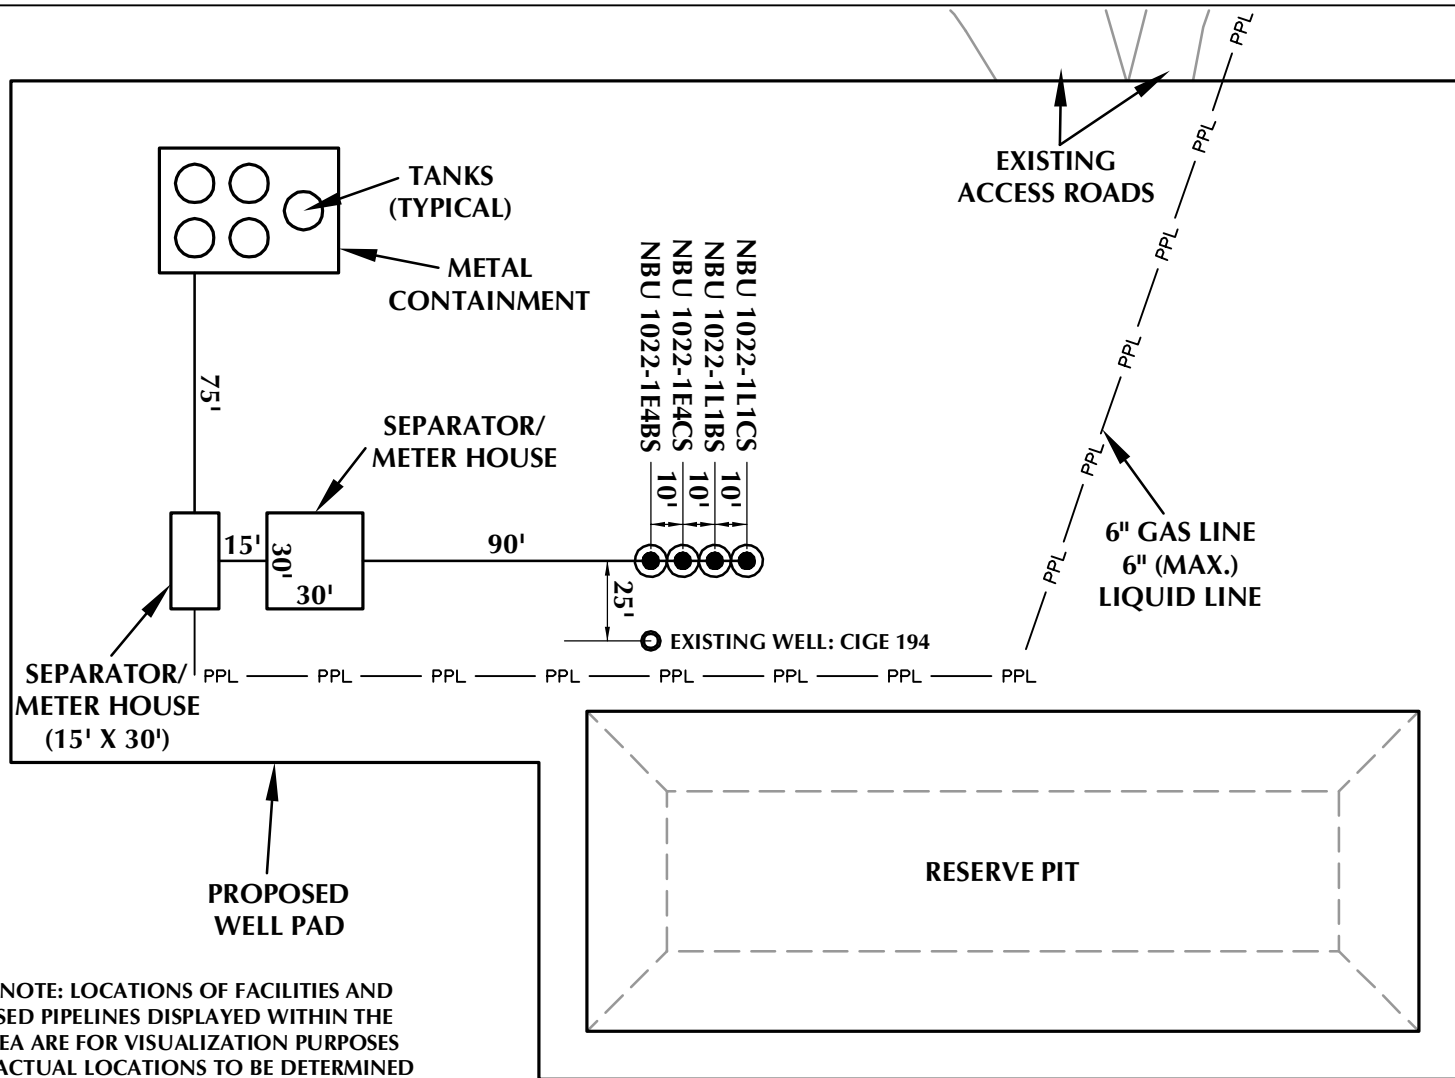 PPL
EXISTING
ACCESS ROADS
PPL
TANKS
(TYPICAL)
PPL
METAL
CONTAINMENT
NBU 1022-1E4BS
NBU 1022-1E4CS
NBU 1022-1L1BS
NBU 1022-1L1CS
PPL
75'
SEPARATOR/
METER HOUSE
PPL
10'
10'
10'
6" GAS LINE
6" (MAX.)
LIQUID LINE
15'
30'
30'
90'
PPL
25'
EXISTING WELL: CIGE 194
SEPARATOR/
METER HOUSE
(15' X 30')
PPL PPL PPL PPL PPL PPL PPL PPL
RESERVE PIT
PROPOSED
WELL PAD
NOTE: LOCATIONS OF FACILITIES AND
SED PIPELINES DISPLAYED WITHIN THE
EA ARE FOR VISUALIZATION PURPOSES
ACTUAL LOCATIONS TO BE DETERMINED